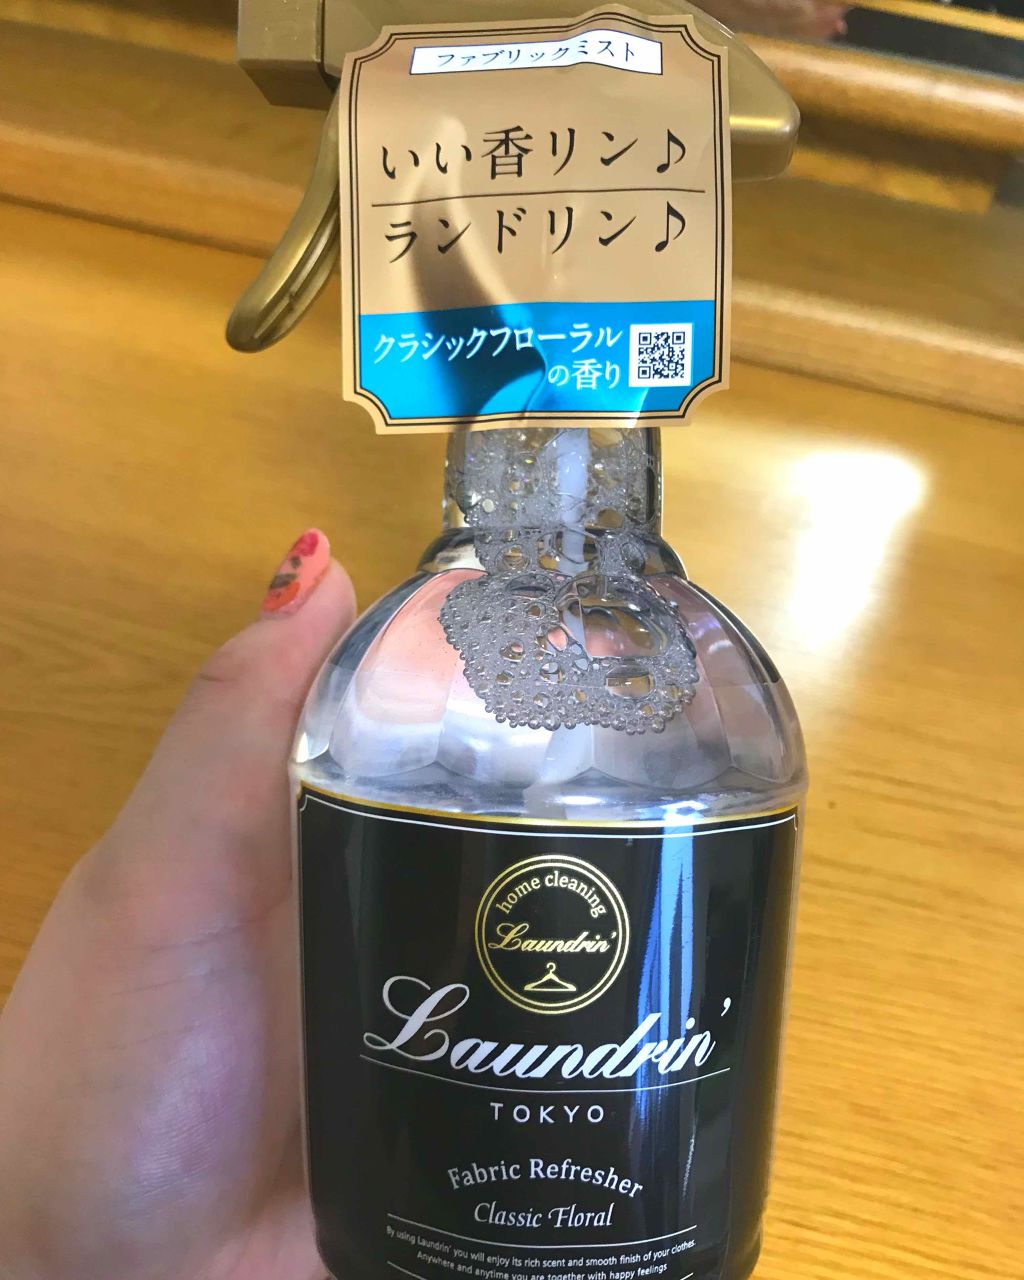 ファブリックミスト
いい香リン♪
ランドリン♪
クラシックフローラル
の香り
home cleaning
Laundrin'
Laundrin'
TOKYO
Fabric Refresher
Classic Floral
By using Laundrin' you will enjoy its rich scent and smooth finish of your clothes.
Anywhere and anytime you are together with happy feelings